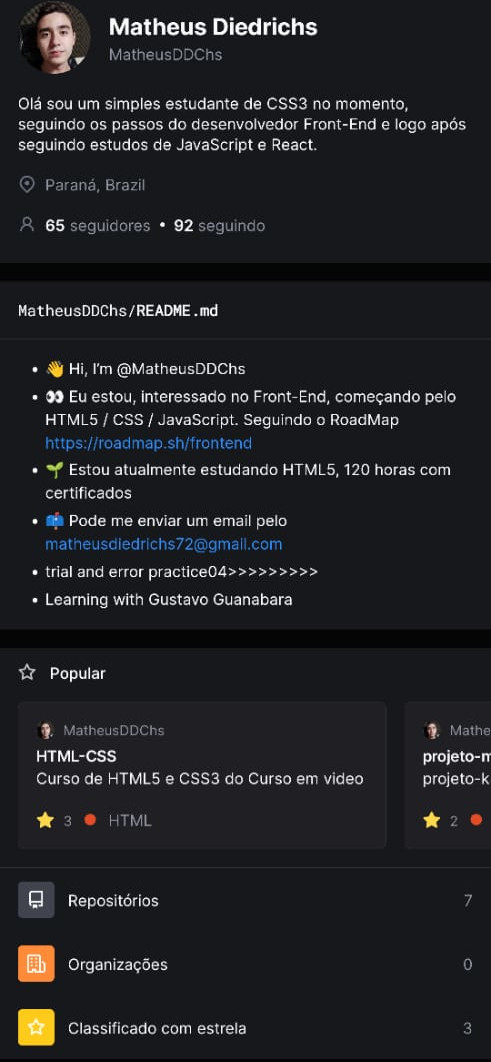 Matheus Diedrichs
MatheusDDChs
Olá sou um simples estudante de CSS3 no momento,
seguindo os passos do desenvolvedor Front-End e logo após
seguindo estudos de JavaScript e React.
Paraná, Brazil
65 seguidores • 92 seguindo
MatheusDDChs/README.md
• 👋 Hi, I'm @MatheusDDChs
• 👀 Eu estou, interessado no Front-End, começando pelo
HTML5 / CSS / JavaScript. Seguindo o RoadMap
https://roadmap.sh/frontend
• 🌱 Estou atualmente estudando HTML5, 120 horas com
certificados
• 📫 Pode me enviar um email pelo
matheusdiedrichs72@gmail.com
• trial and error practice04>>>>>>>>>
• Learning with Gustavo Guanabara
Popular
MatheusDDChs
HTML-CSS
Curso de HTML5 e CSS3 do Curso em video
3 HTML
Mathe
projeto-m
projeto-k
2
Repositórios 7
Organizações 0
Classificado com estrela 3